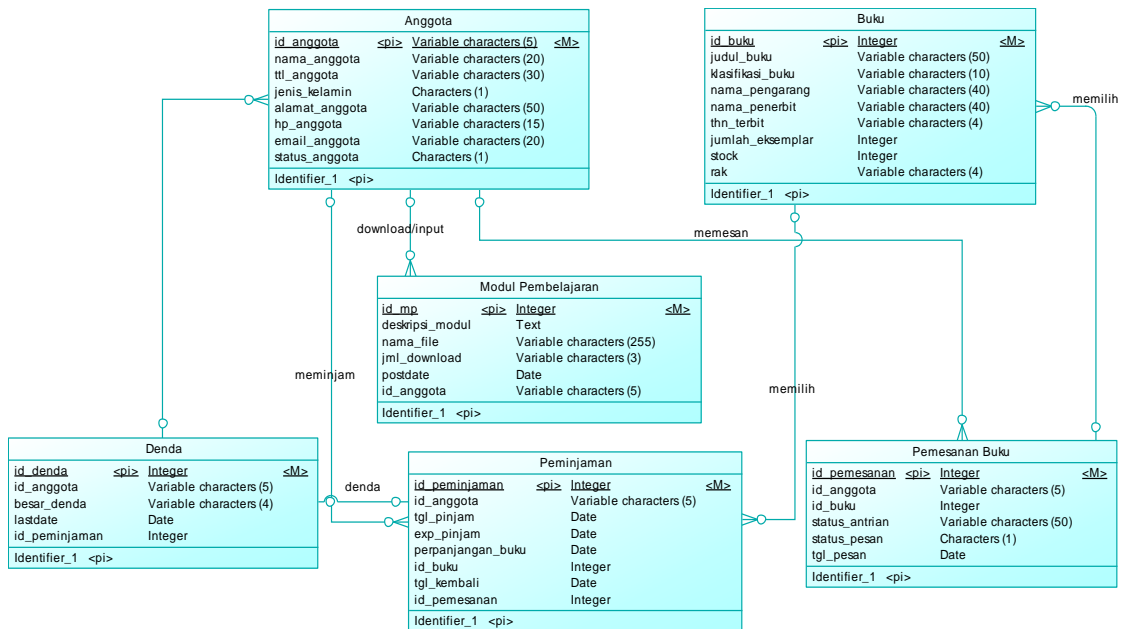 Anggota
id_anggota <pi> Variable characters (5) <M>
nama_anggota Variable characters (20)
ttl_anggota Variable characters (30)
jenis_kelamin Characters (1)
alamat_anggota Variable characters (50)
hp_anggota Variable characters (15)
email_anggota Variable characters (20)
status_anggota Characters (1)
Identifier_1 <pi>
Buku
id_buku <pi> Integer <M>
judul_buku Variable characters (50)
klasifikasi_buku Variable characters (10)
nama_pengarang Variable characters (40)
nama_penerbit Variable characters (40)
thn_terbit Variable characters (4)
jumlah_eksemplar Integer
stock Integer
rak Variable characters (4)
Identifier_1 <pi>
memilih
download/input
memesan
Modul Pembelajaran
id_mp <pi> Integer <M>
deskripsi_modul Text
nama_file Variable characters (255)
jml_download Variable characters (3)
postdate Date
id_anggota Variable characters (5)
Identifier_1 <pi>
meminjam
memilih
Denda
id_denda <pi> Integer <M>
id_anggota Variable characters (5)
besar_denda Variable characters (4)
lastdate Date
id_peminjaman Integer
Identifier_1 <pi>
denda
Peminjaman
id_peminjaman <pi> Integer <M>
id_anggota Variable characters (5)
tgl_pinjam Date
exp_pinjam Date
perpanjangan_buku Date
id_buku Integer
tgl_kembali Date
id_pemesanan Integer
Identifier_1 <pi>
Pemesanan Buku
id_pemesanan <pi> Integer <M>
id_anggota Variable characters (5)
id_buku Integer
status_antrian Variable characters (50)
status_pesan Characters (1)
tgl_pesan Date
Identifier_1 <pi>